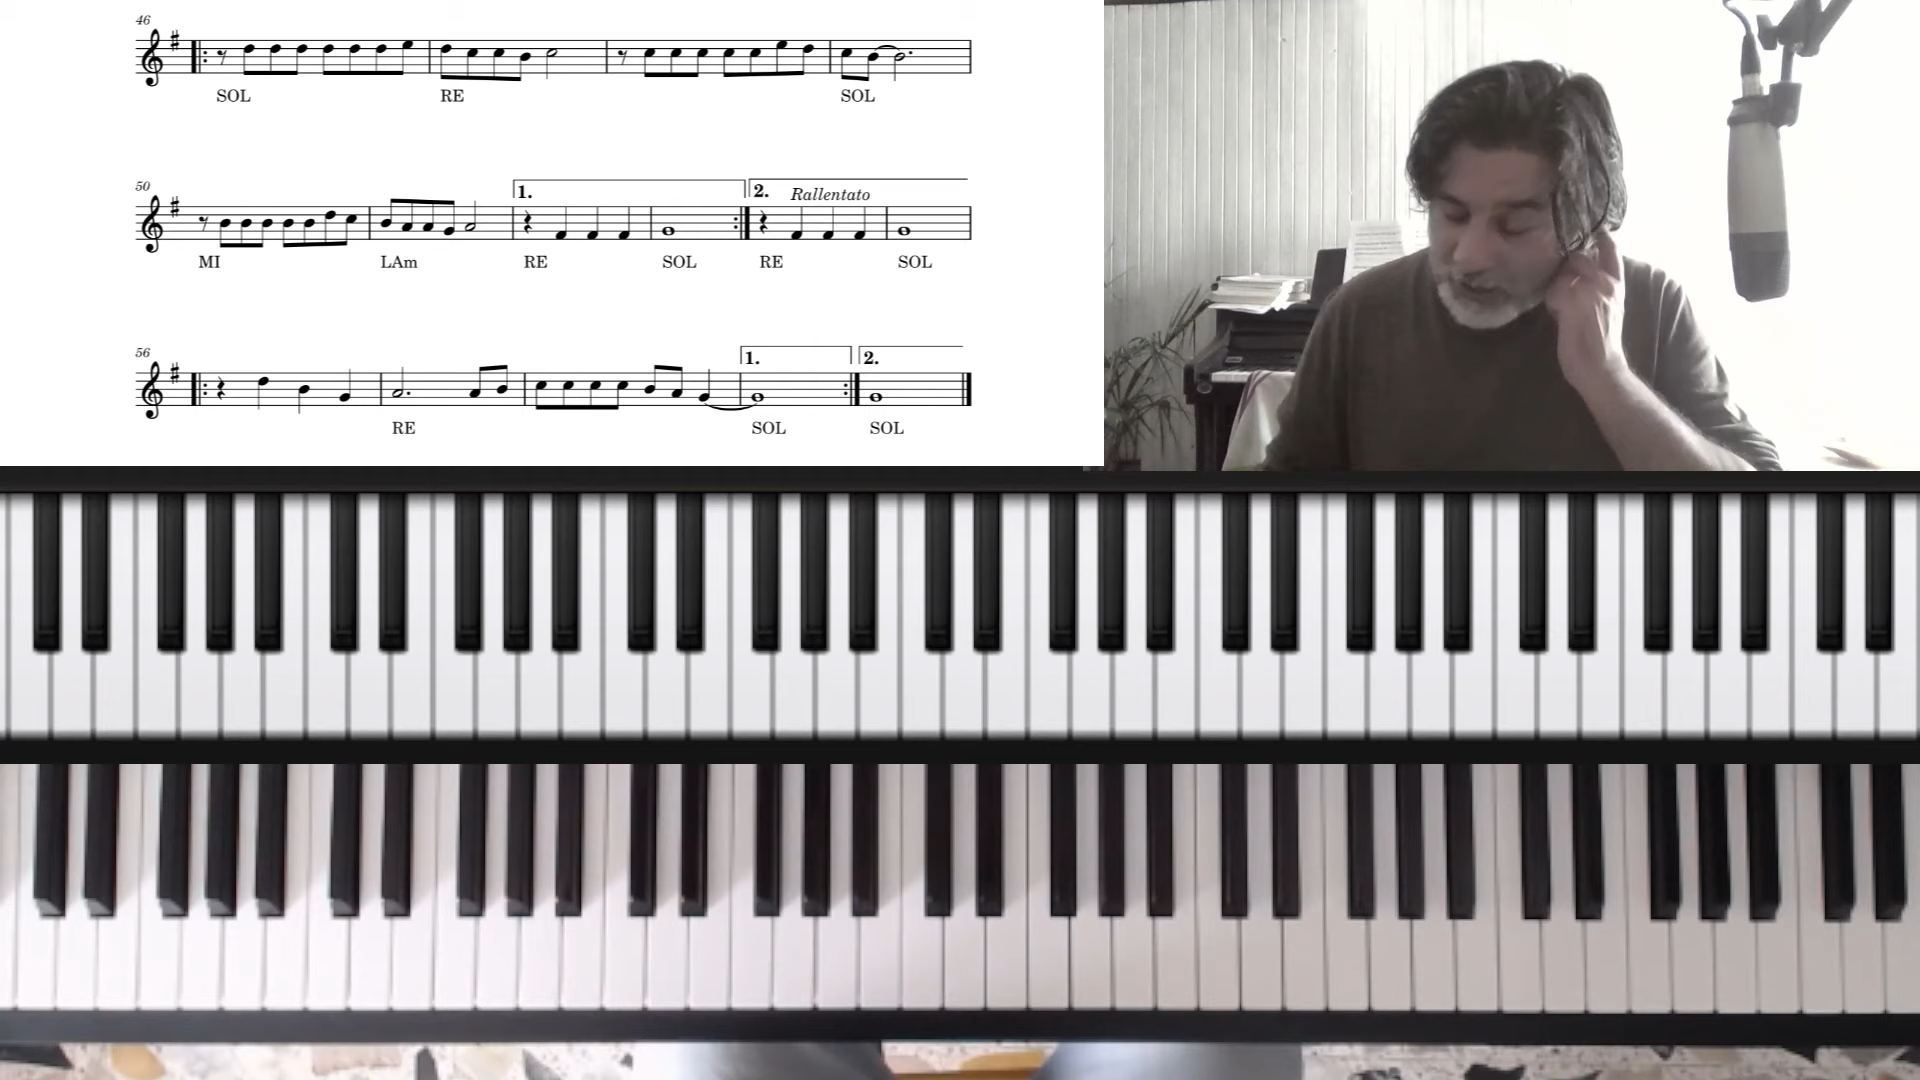 46
SOL RE SOL
50
1. 2. Rallentato
MI LAm RE SOL RE SOL
56
1. 2.
RE SOL SOL